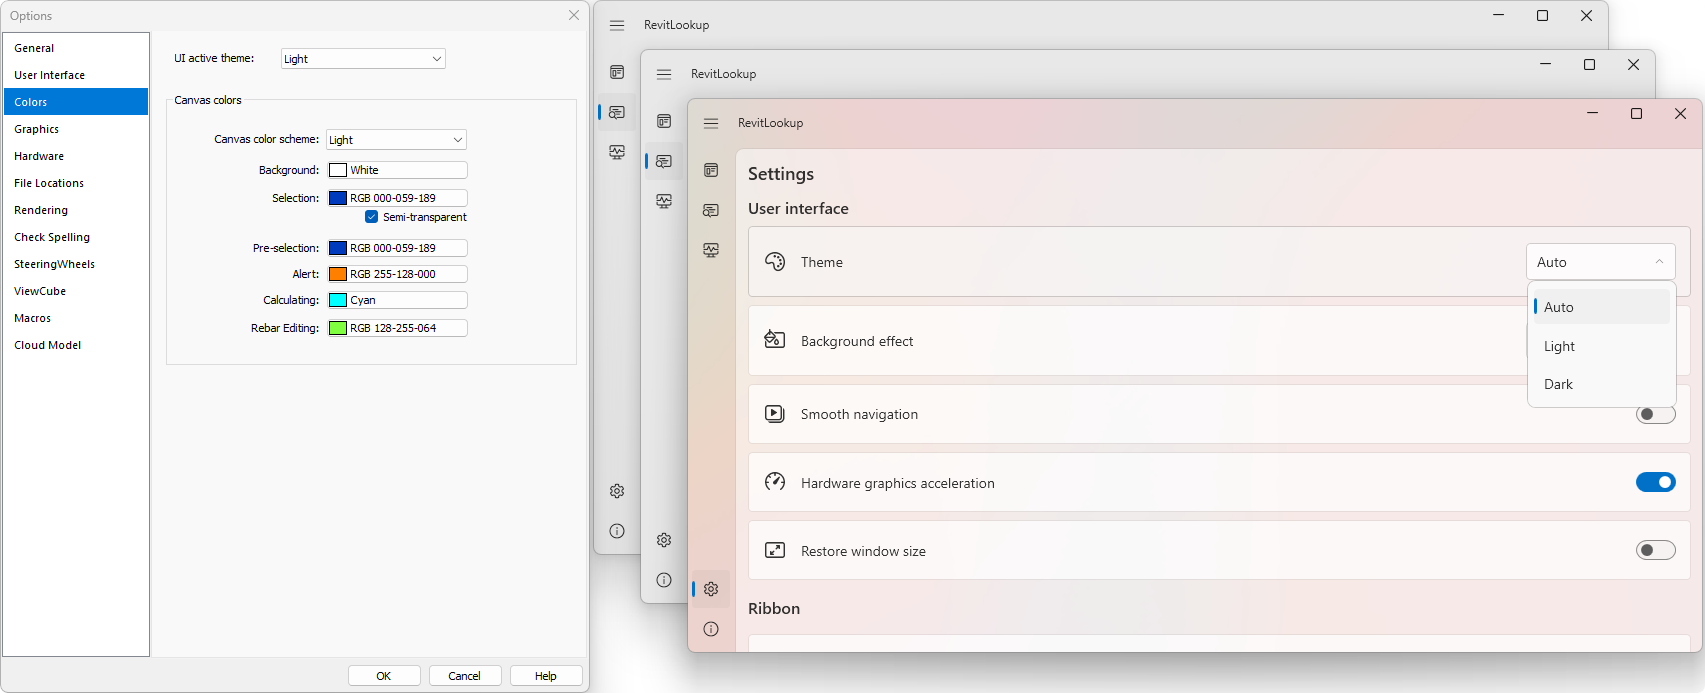 Options
General
User Interface
Colors
Graphics
Hardware
File Locations
Rendering
Check Spelling
SteeringWheels
ViewCube
Macros
Cloud Model
UI active theme: Light
Canvas colors
Canvas color scheme: Light
Background: White
Selection: RGB 000-059-189
Semi-transparent
Pre-selection: RGB 000-059-189
Alert: RGB 255-128-000
Calculating: Cyan
Rebar Editing: RGB 128-255-064
OK Cancel Help
RevitLookup
RevitLookup
RevitLookup
Settings
User interface
Theme Auto
Auto
Light
Dark
Background effect
Smooth navigation
Hardware graphics acceleration
Restore window size
Ribbon